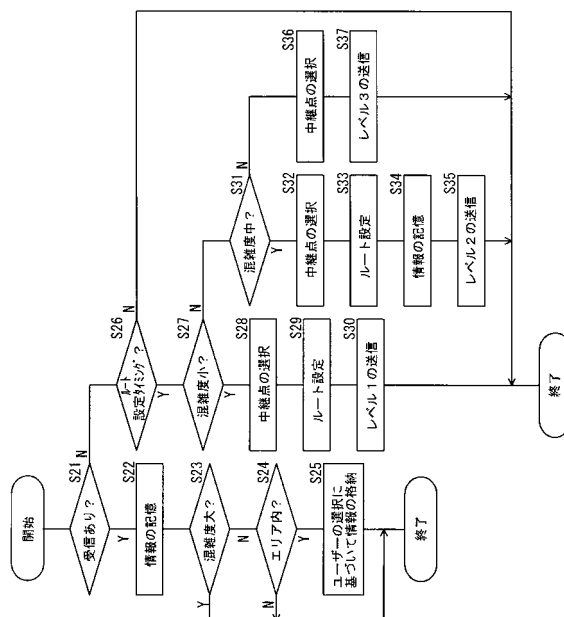 開始
S21
受信あり？
N
Y
S22
情報の記憶
S23
混雑度大？
Y
N
S24
エリア内？
N
Y
S25
ユーザーの選択に
基づいて情報の格納
終了
S26
ルート
設定タイミング？
N
Y
S27
混雑度小？
N
Y
S28
中継点の選択
S29
ルート設定
S30
レベル１の送信
S31
混雑度中？
N
Y
S32
中継点の選択
S33
ルート設定
S34
情報の記憶
S35
レベル２の送信
S36
中継点の選択
S37
レベル３の送信
終了